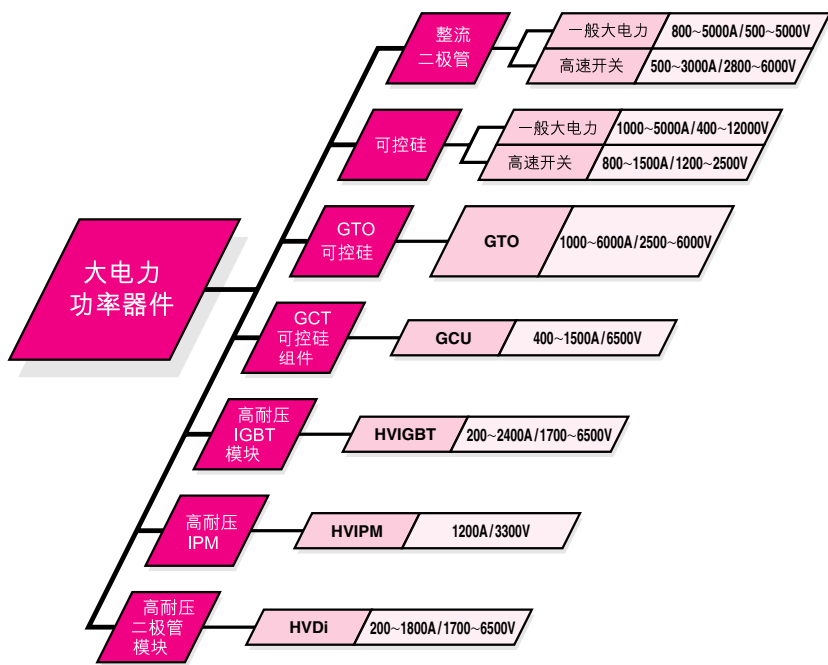 整流
二极管
一般大电力 800~5000A/500~5000V
高速开关 500~3000A/2800~6000V
可控硅
一般大电力 1000~5000A/400~12000V
高速开关 800~1500A/1200~2500V
大电力
功率器件
GTO
可控硅
GTO 1000~6000A/2500~6000V
GCT
可控硅
组件
GCU 400~1500A/6500V
高耐压
IGBT
模块
HVIGBT 200~2400A/1700~6500V
高耐压
IPM
HVIPM 1200A/3300V
高耐压
二极管
模块
HVDi 200~1800A/1700~6500V